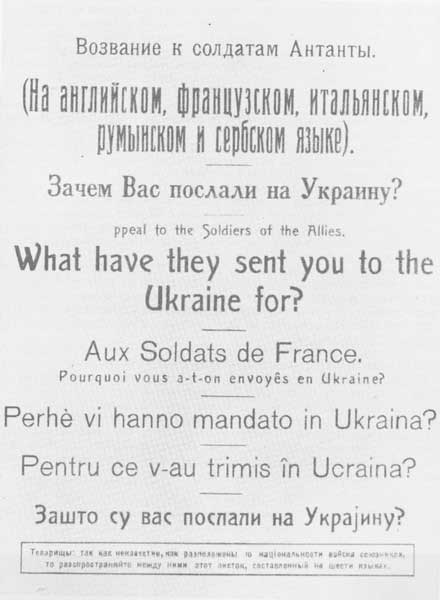 Возвание к солдатам Антанты.
(На английском, французском, итальянском,
румынском и сербском языке).
Зачем Вас послали на Украину?
ppeal to the Soldiers of the Allies.
What have they sent you to the
Ukraine for?
Aux Soldats de France.
Pourquoi vous a-t-on envoyês en Ukraine?
Perhè vi hanno mandato in Ukraina?
Pentru ce v-au trimis în Ucraina?
Зашто су вас поспали на Украјину?
Товарищы: так как неизвестно, как расположены по национальности войска союзников,
то распространяйте между ними этот листок, составленный на шести языках.